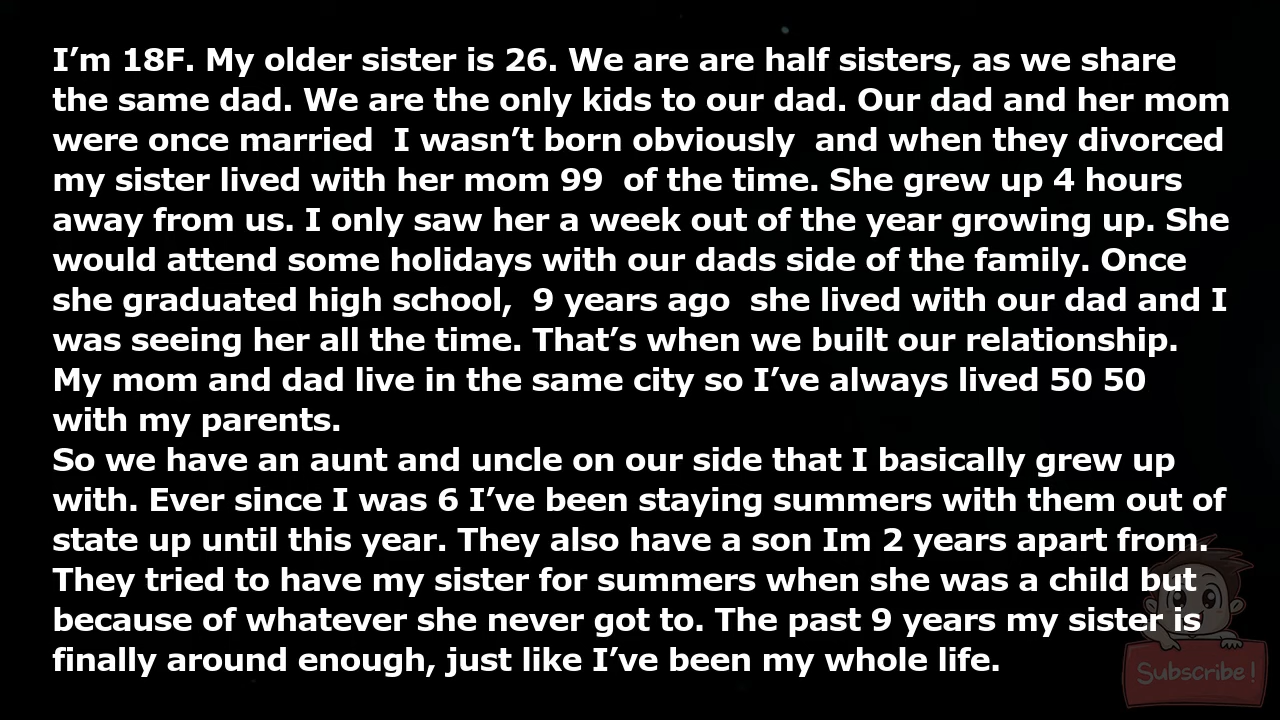 I’m 18F. My older sister is 26. We are are half sisters, as we share
the same dad. We are the only kids to our dad. Our dad and her mom
were once married  I wasn’t born obviously  and when they divorced
my sister lived with her mom 99  of the time. She grew up 4 hours
away from us. I only saw her a week out of the year growing up. She
would attend some holidays with our dads side of the family. Once
she graduated high school,  9 years ago  she lived with our dad and I
was seeing her all the time. That’s when we built our relationship.
My mom and dad live in the same city so I’ve always lived 50 50
with my parents.
So we have an aunt and uncle on our side that I basically grew up
with. Ever since I was 6 I’ve been staying summers with them out of
state up until this year. They also have a son Im 2 years apart from.
They tried to have my sister for summers when she was a child but
because of whatever she never got to. The past 9 years my sister is
finally around enough, just like I’ve been my whole life.
Subscribe!